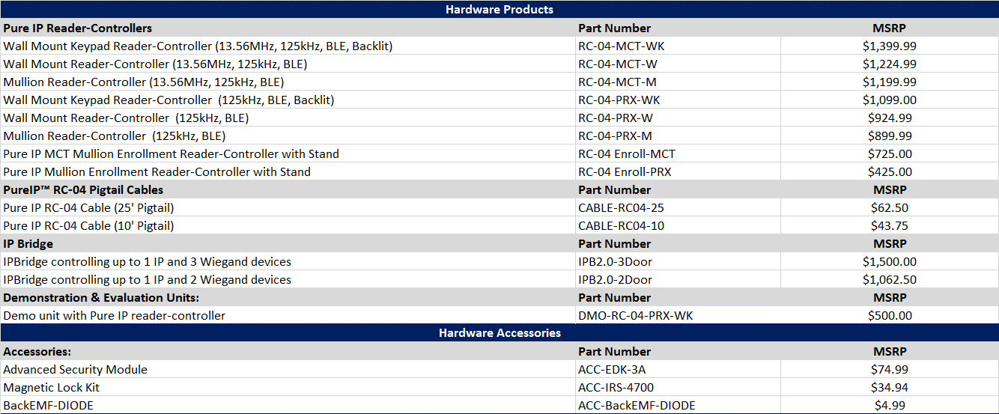 Hardware Products
Pure IP Reader-Controllers Part Number MSRP
Wall Mount Keypad Reader-Controller (13.56MHz, 125kHz, BLE, Backlit) RC-04-MCT-WK $1,399.99
Wall Mount Reader-Controller (13.56MHz, 125kHz, BLE) RC-04-MCT-W $1,224.99
Mullion Reader-Controller (13.56MHz, 125kHz, BLE) RC-04-MCT-M $1,199.99
Wall Mount Keypad Reader-Controller  (125kHz, BLE, Backlit) RC-04-PRX-WK $1,099.00
Wall Mount Reader-Controller  (125kHz, BLE) RC-04-PRX-W $924.99
Mullion Reader-Controller  (125kHz, BLE) RC-04-PRX-M $899.99
Pure IP MCT Mullion Enrollment Reader-Controller with Stand RC-04 Enroll-MCT $725.00
Pure IP Mullion Enrollment Reader-Controller with Stand RC-04 Enroll-PRX $425.00
PureIP™ RC-04 Pigtail Cables Part Number MSRP
Pure IP RC-04 Cable (25' Pigtail) CABLE-RC04-25 $62.50
Pure IP RC-04 Cable (10' Pigtail) CABLE-RC04-10 $43.75
IP Bridge Part Number MSRP
IPBridge controlling up to 1 IP and 3 Wiegand devices IPB2.0-3Door $1,500.00
IPBridge controlling up to 1 IP and 2 Wiegand devices IPB2.0-2Door $1,062.50
Demonstration & Evaluation Units: Part Number MSRP
Demo unit with Pure IP reader-controller DMO-RC-04-PRX-WK $500.00
Hardware Accessories
Accessories: Part Number MSRP
Advanced Security Module ACC-EDK-3A $74.99
Magnetic Lock Kit ACC-IRS-4700 $34.94
BackEMF-DIODE ACC-BackEMF-DIODE $4.99